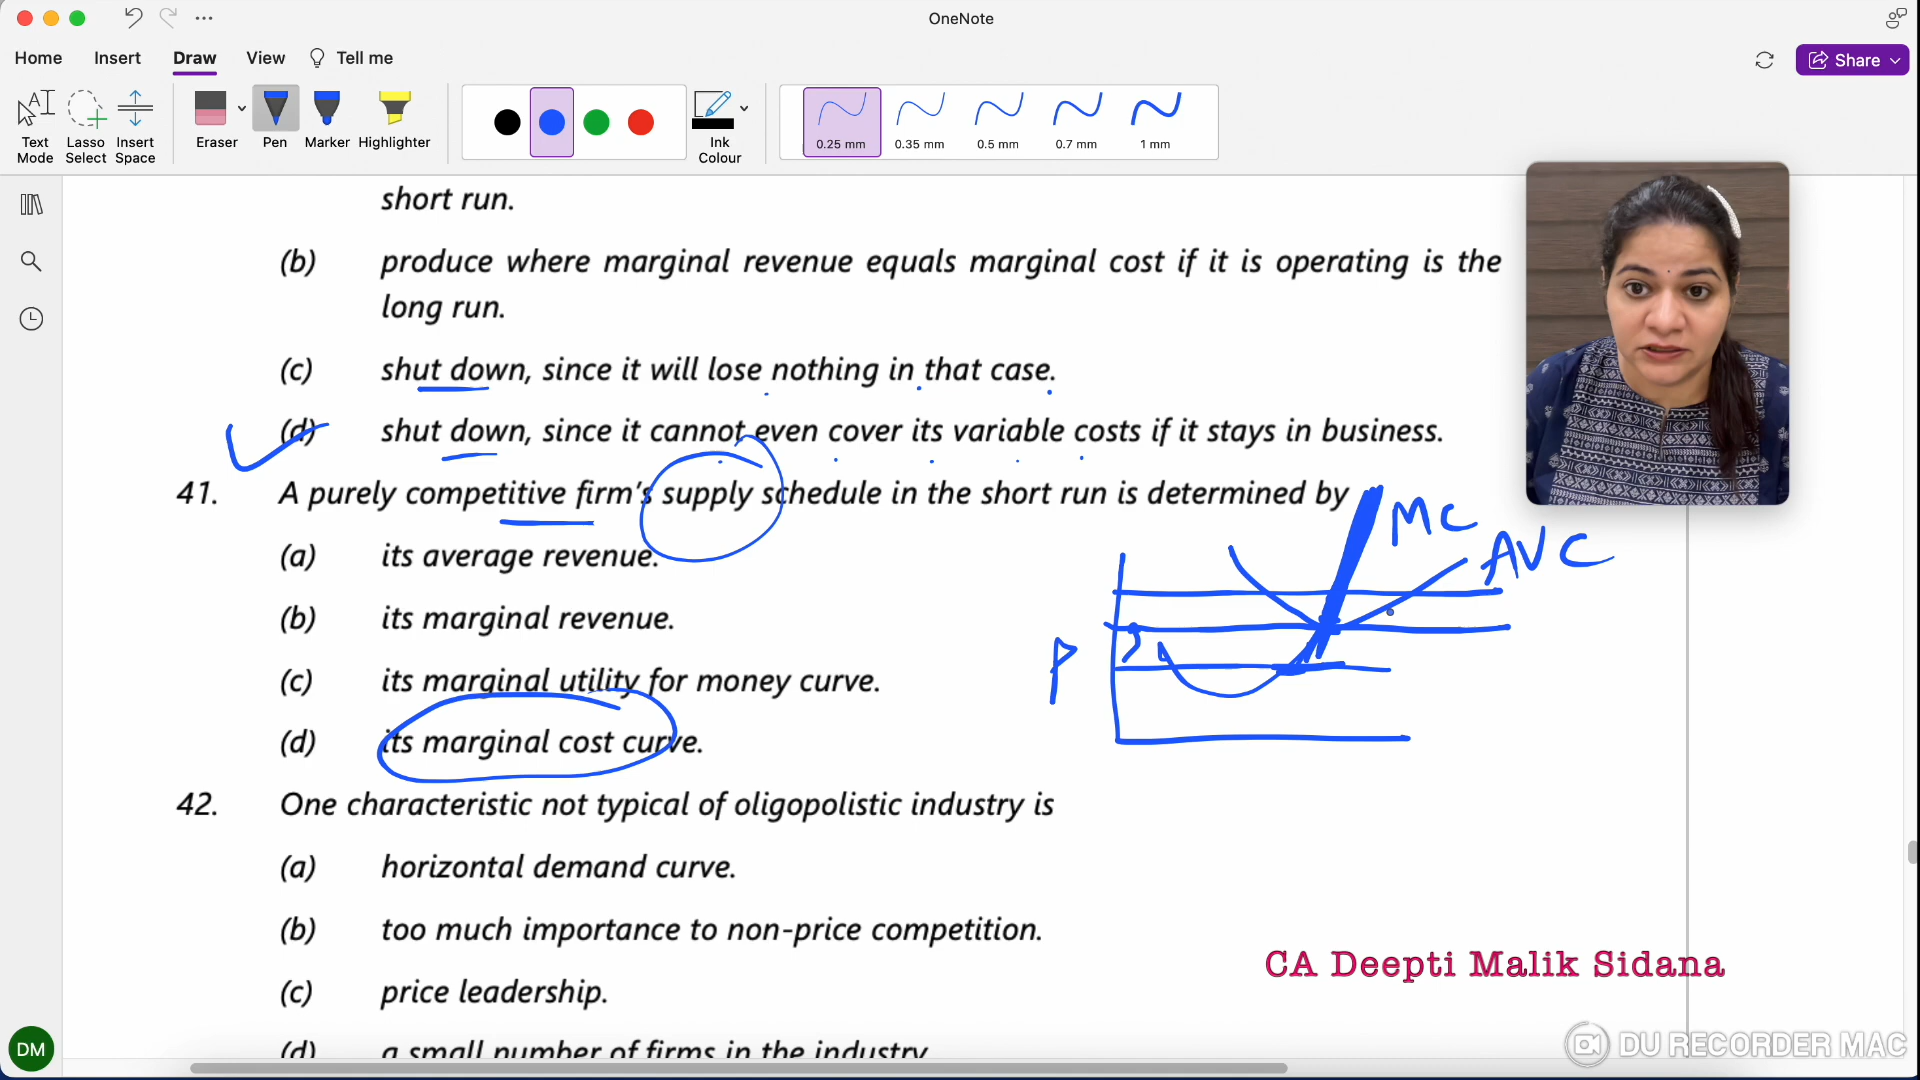 OneNote
Home Insert Draw View Tell me
Share
Text Mode
Lasso Select
Insert Space
Eraser
Pen
Marker
Highlighter
Ink Colour
0.25 mm
0.35 mm
0.5 mm
0.7 mm
1 mm
short run.
(b) produce where marginal revenue equals marginal cost if it is operating is the
long run.
(c) shut down, since it will lose nothing in that case.
(d) shut down, since it cannot even cover its variable costs if it stays in business.
41. A purely competitive firm's supply schedule in the short run is determined by
MC
AVC
(a) its average revenue.
(b) its marginal revenue.
P
(c) its marginal utility for money curve.
(d) its marginal cost curve.
42. One characteristic not typical of oligopolistic industry is
(a) horizontal demand curve.
(b) too much importance to non-price competition.
CA Deepti Malik Sidana
(c) price leadership.
(d) a small number of firms in the industry
DM
DU RECORDER MAC